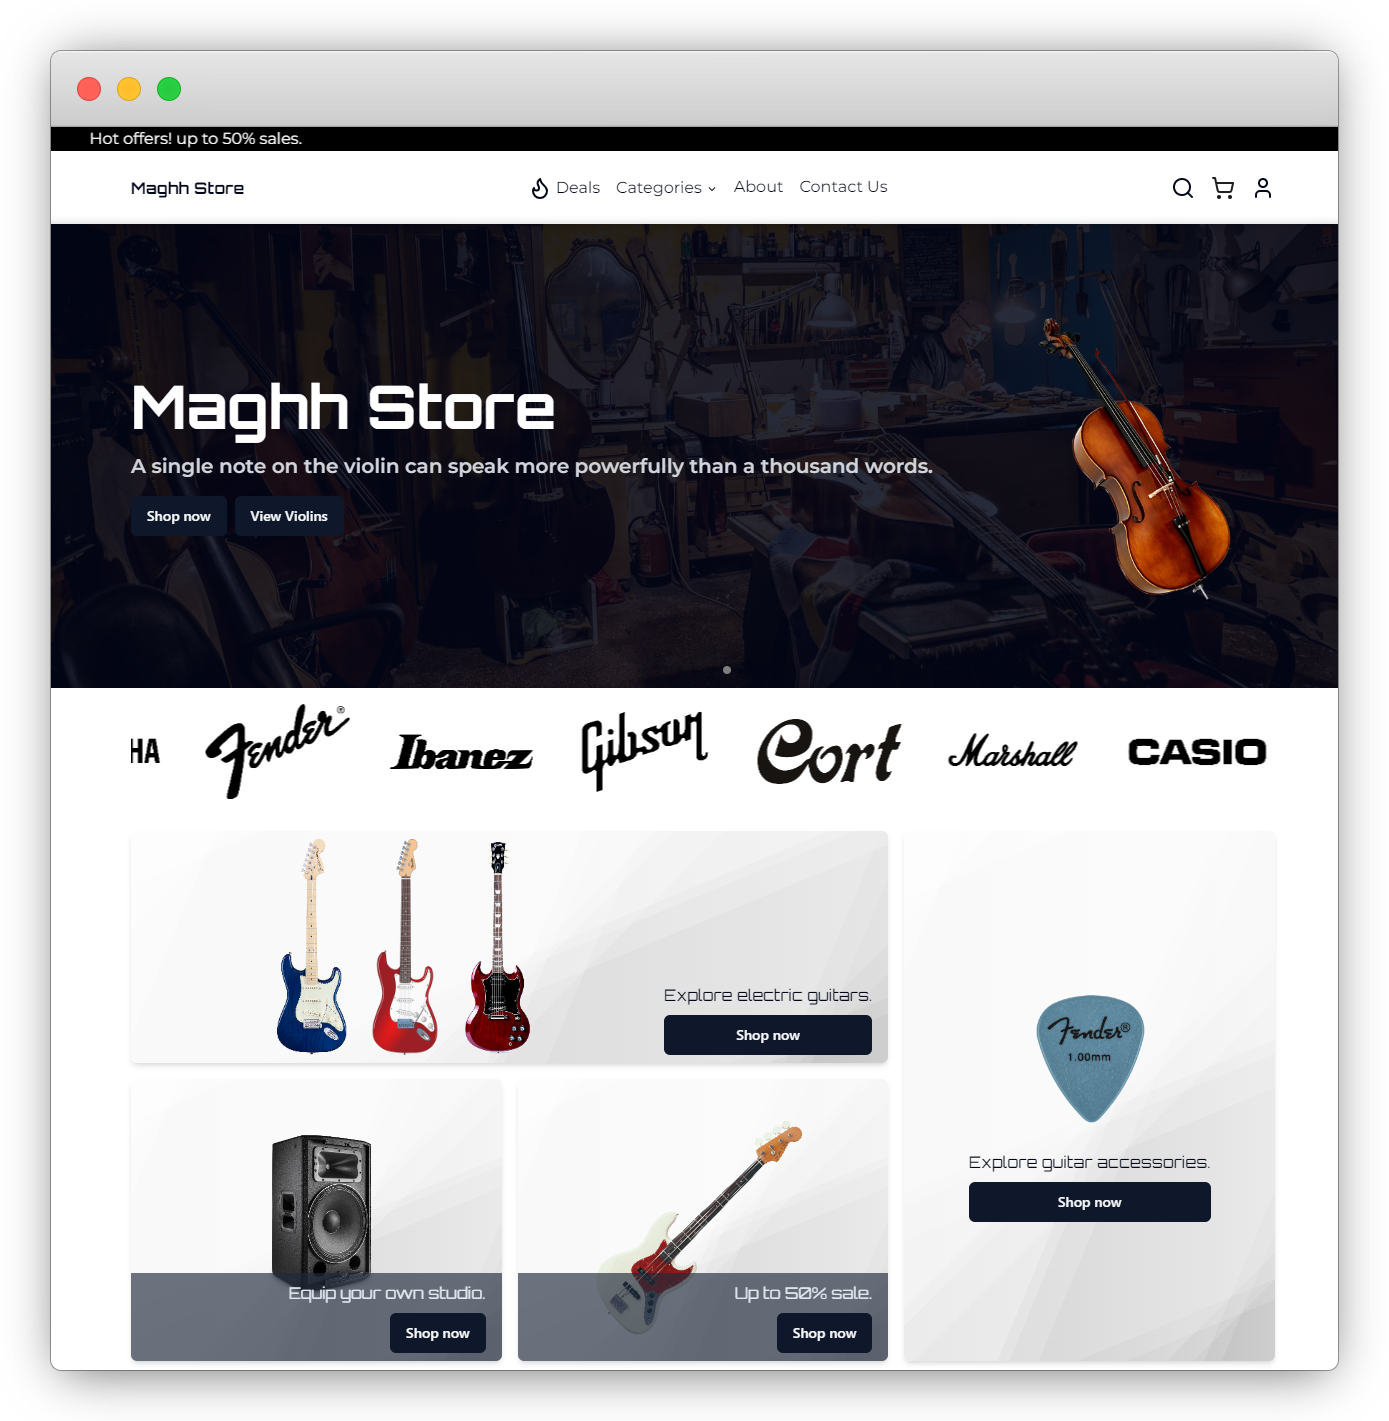 Hot offers! up to 50% sales.
Maghh Store
Deals Categories About Contact Us
Maghh Store
A single note on the violin can speak more powerfully than a thousand words.
Shop now View Violins
HA Fender® Ibanez Gibson Cort Marshall CASIO
Explore electric guitars.
Shop now
Fender®
1.00mm
Explore guitar accessories.
Shop now
Equip your own studio.
Shop now
Up to 50% sale.
Shop now